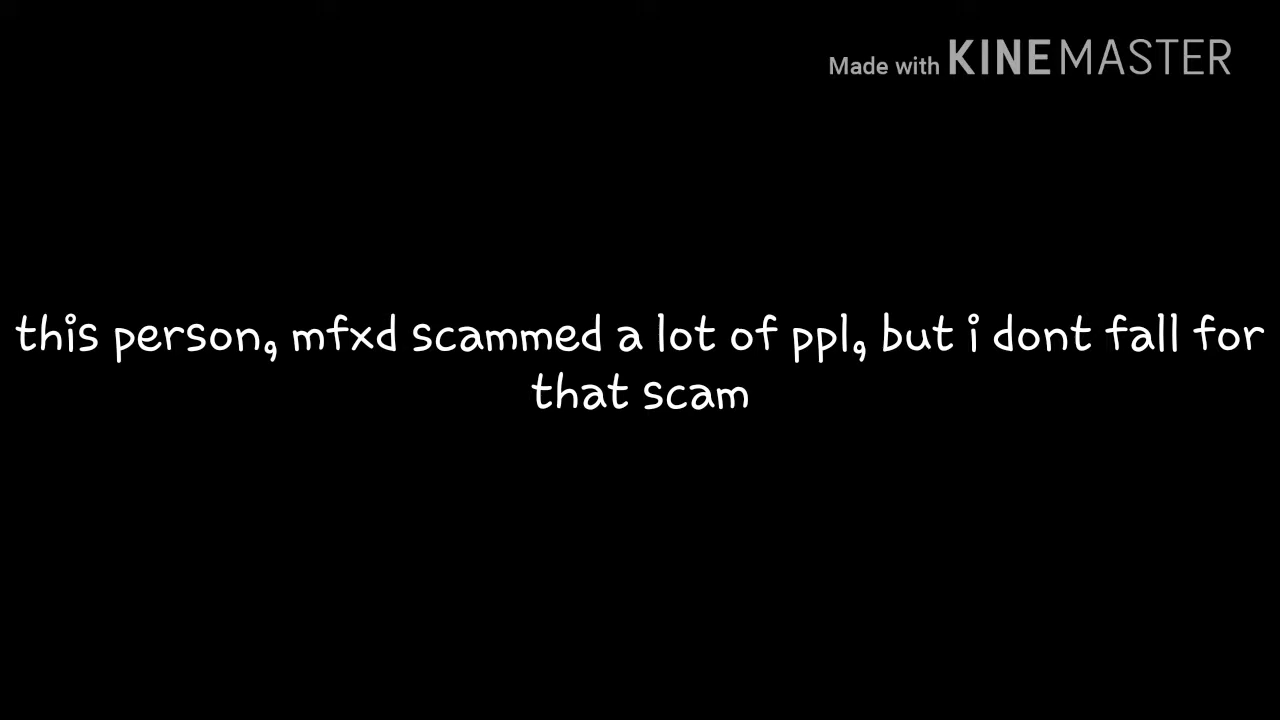 Made with KINEMASTER
this person, mfxd scammed a lot of ppl, but i dont fall for
that scam